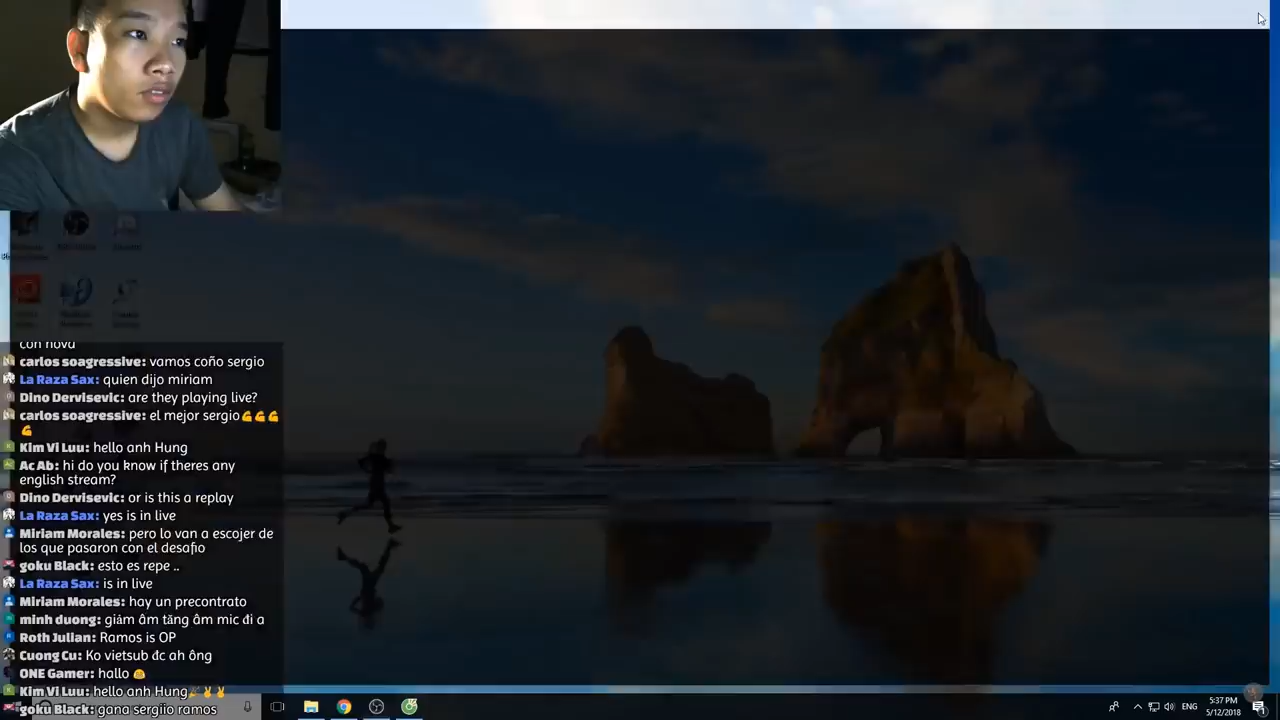 con nova
carlos soagressive: vamos coño sergio
La Raza Sax: quien dijo miriam
Dino Dervisevic: are they playing live?
carlos soagressive: el mejor sergio💪💪💪
💪
Kim Vi Luu: hello anh Hung
Ac Ab: hi do you know if theres any
english stream?
Dino Dervisevic: or is this a replay
La Raza Sax: yes is in live
Miriam Morales: pero lo van a escojer de
los que pasaron con el desafio
goku Black: esto es repe ..
La Raza Sax: is in live
Miriam Morales: hay un precontrato
minh duong: giảm âm tăng âm mic đi a
Roth Julian: Ramos is OP
Cuong Cu: Ko vietsub đc ah ông
ONE Gamer: hallo
Kim Vi Luu: hello anh Hung🎉✌✌
goku Black: gana sergiio ramos
ENG
5:37 PM
5/12/2018